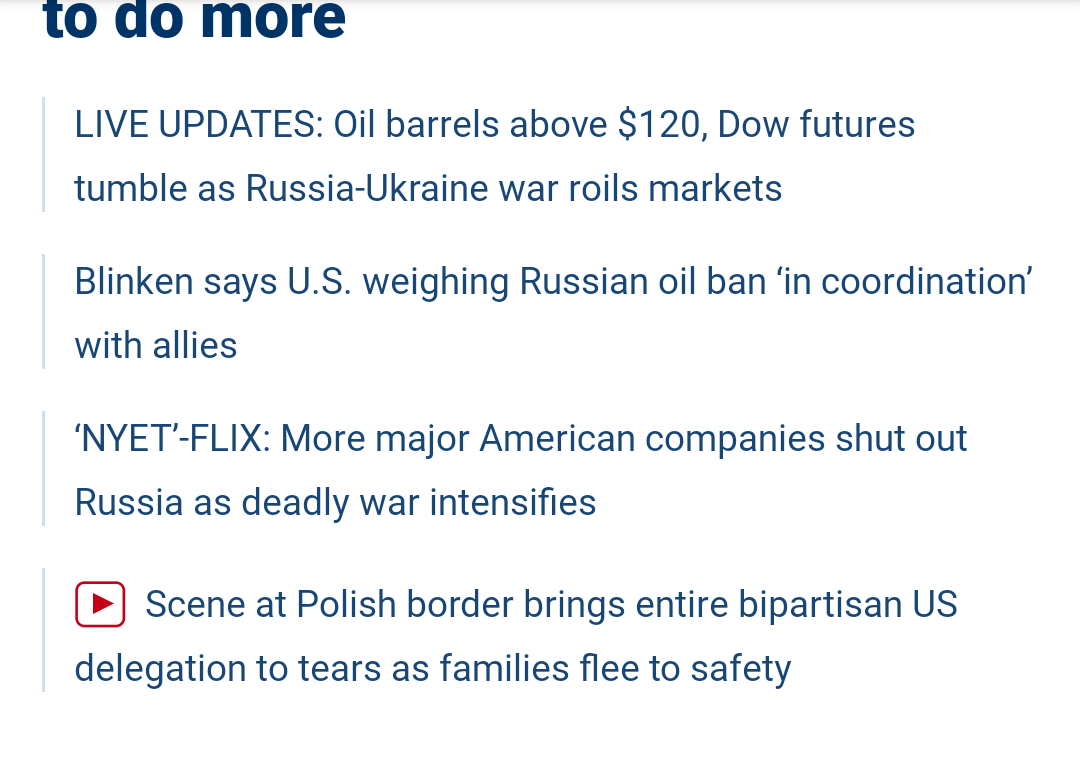 to do more
LIVE UPDATES: Oil barrels above $120, Dow futures
tumble as Russia-Ukraine war roils markets
Blinken says U.S. weighing Russian oil ban ‘in coordination’
with allies
‘NYET’-FLIX: More major American companies shut out
Russia as deadly war intensifies
Scene at Polish border brings entire bipartisan US
delegation to tears as families flee to safety